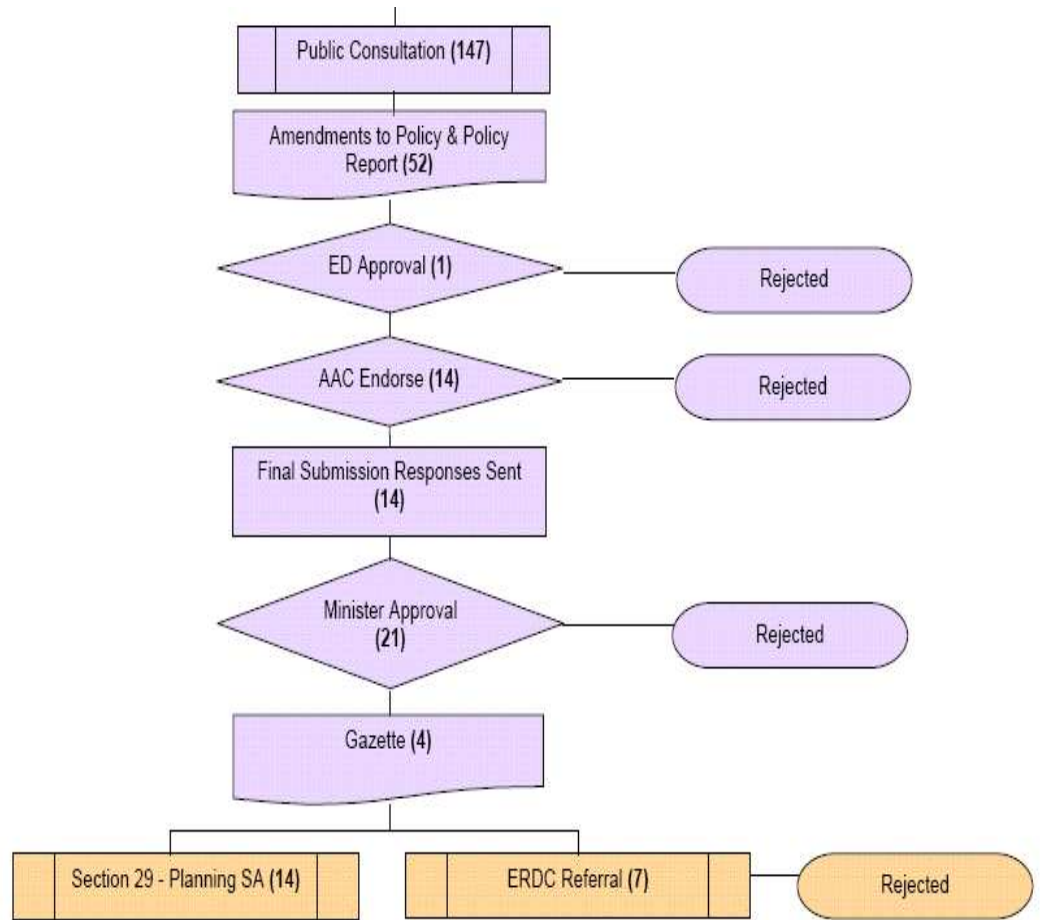 Public Consultation (147)
Amendments to Policy & Policy
Report (52)
ED Approval (1)
Rejected
AAC Endorse (14)
Rejected
Final Submission Responses Sent
(14)
Minister Approval
(21)
Rejected
Gazette (4)
Section 29 - Planning SA (14)
ERDC Referral (7)
Rejected